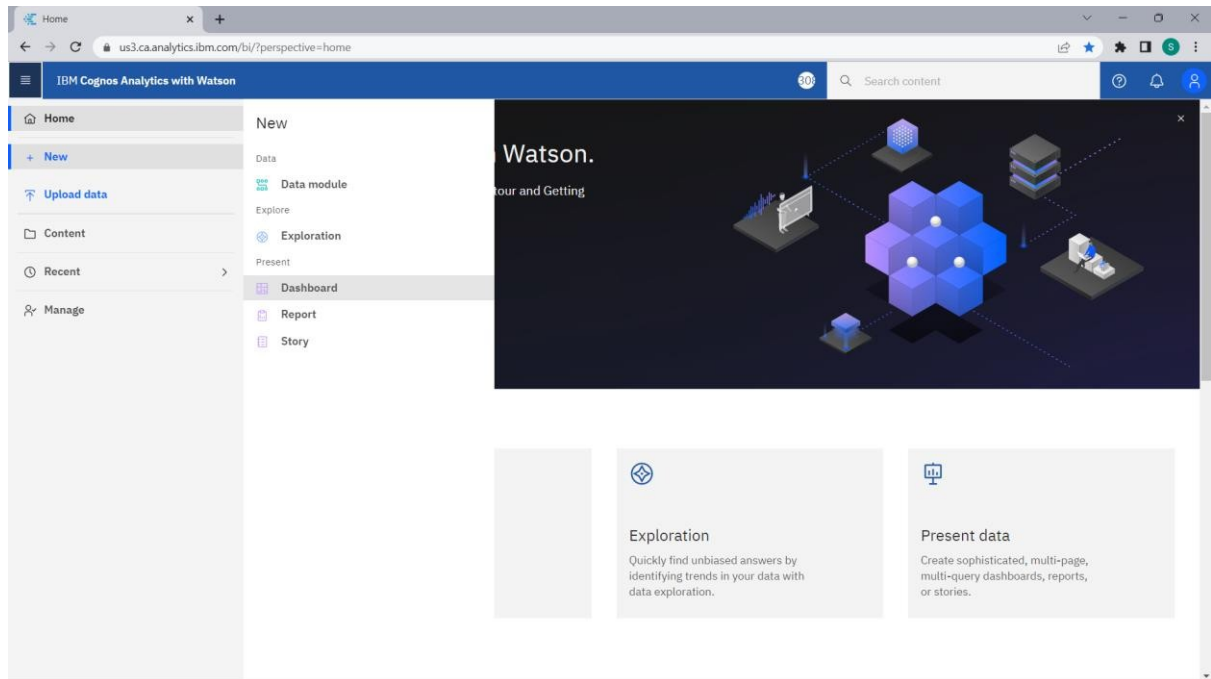 Home
us3.ca.analytics.ibm.com/bi/?perspective=home
S
IBM Cognos Analytics with Watson
30
Search content
Home
New
Upload data
Content
Recent
Manage
New
Data
Data module
Explore
Exploration
Present
Dashboard
Report
Story
Watson.
tour and Getting
Exploration
Quickly find unbiased answers by
identifying trends in your data with
data exploration.
Present data
Create sophisticated, multi-page,
multi-query dashboards, reports,
or stories.